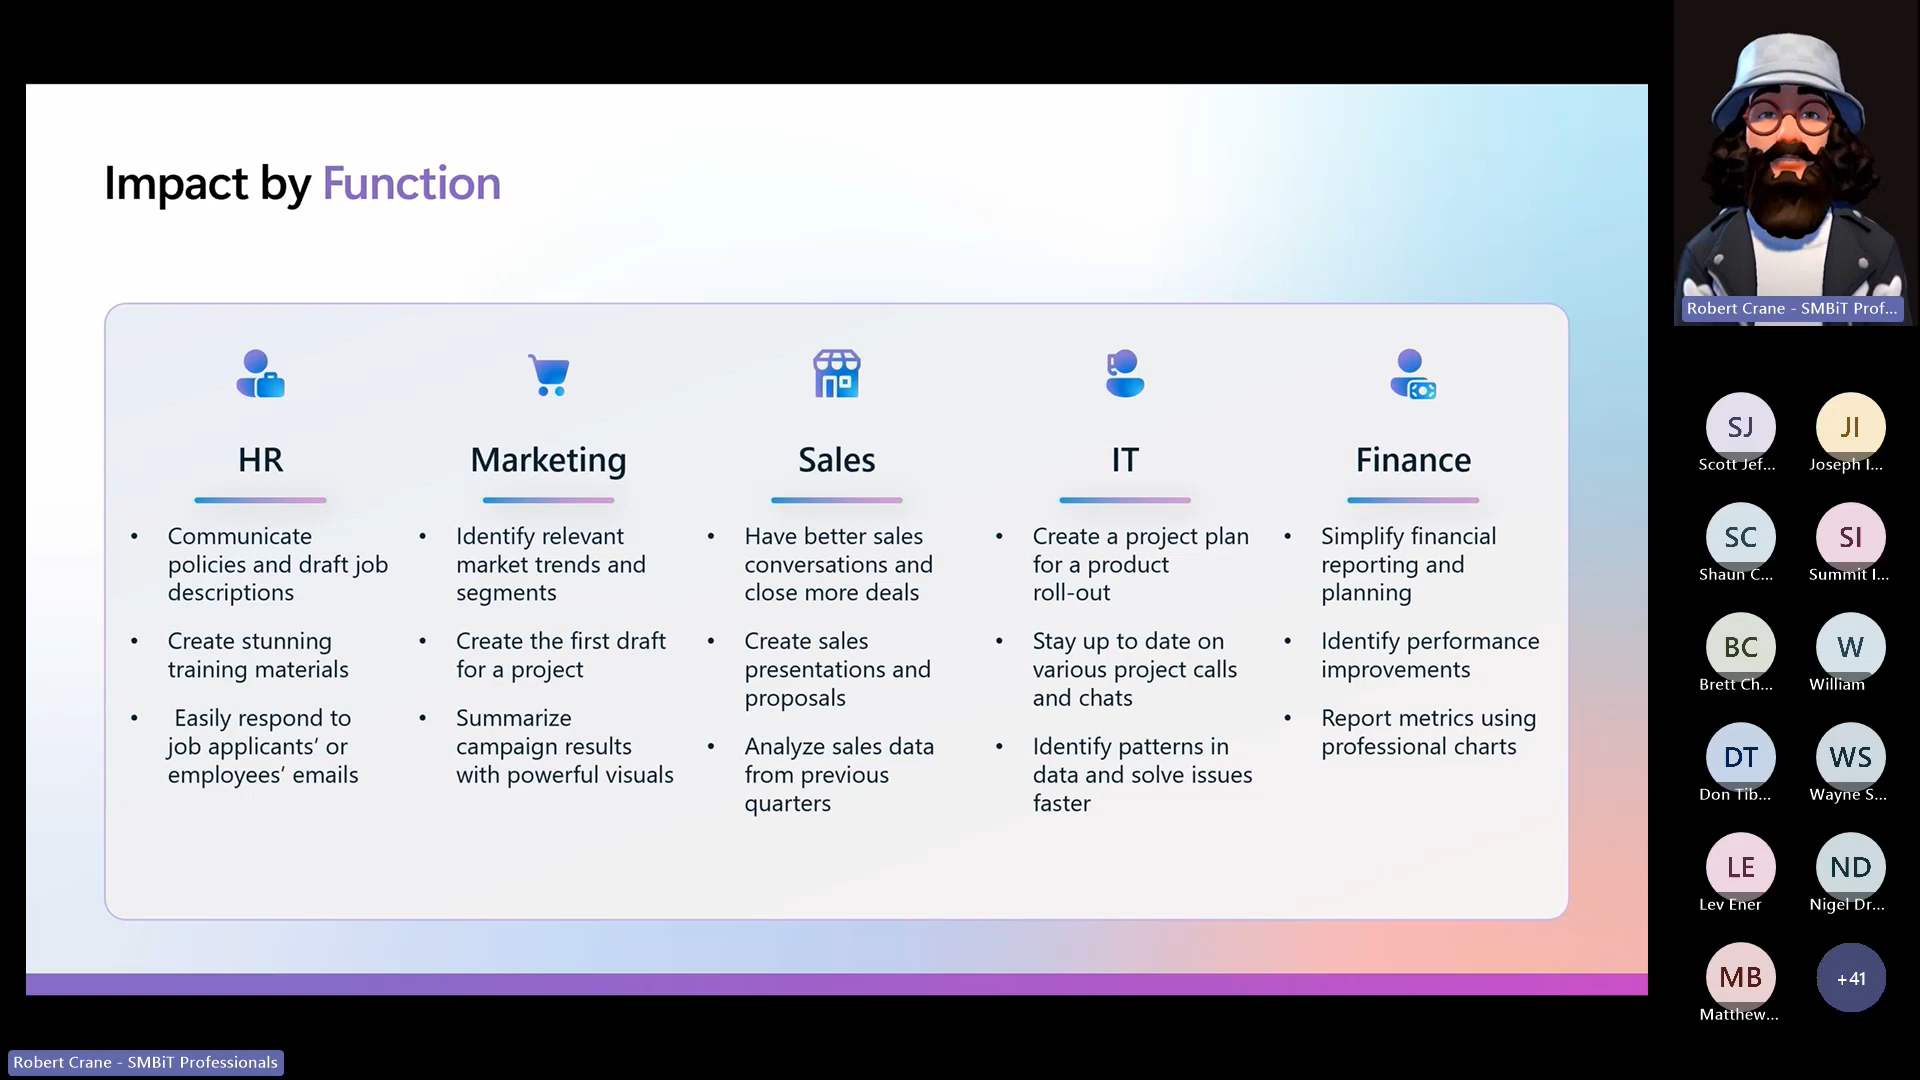 Impact by Function
HR
Communicate
policies and draft job
descriptions
Create stunning
training materials
Easily respond to
job applicants’ or
employees’ emails
Marketing
Identify relevant
market trends and
segments
Create the first draft
for a project
Summarize
campaign results
with powerful visuals
Sales
Have better sales
conversations and
close more deals
Create sales
presentations and
proposals
Analyze sales data
from previous
quarters
IT
Create a project plan
for a product
roll-out
Stay up to date on
various project calls
and chats
Identify patterns in
data and solve issues
faster
Finance
Simplify financial
reporting and
planning
Identify performance
improvements
Report metrics using
professional charts
Robert Crane - SMBiT Prof...
SJ
Scott Jef...
JI
Joseph I...
SC
Shaun C...
SI
Summit I...
BC
Brett Ch...
W
William
DT
Don Tib...
WS
Wayne S...
LE
Lev Ener
ND
Nigel Dr...
MB
Matthew...
+41
Robert Crane - SMBiT Professionals